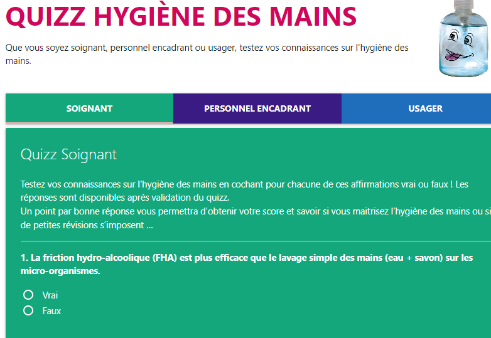 QUIZZ HYGIÈNE DES MAINS
Que vous soyez soignant, personnel encadrant ou usager, testez vos connaissances sur l'hygiène des
mains.
SOIGNANT
PERSONNEL ENCADRANT
USAGER
Quizz Soignant
Testez vos connaissances sur l'hygiène des mains en cochant pour chacune de ces affirmations vrai ou faux ! Les
réponses sont disponibles après validation du quizz.
Un point par bonne réponse vous permettra d'obtenir votre score et savoir si vous maitrisez l'hygiène des mains ou si
de petites révisions s'imposent ...
1. La friction hydro-alcoolique (FHA) est plus efficace que le lavage simple des mains (eau + savon) sur les
micro-organismes.
Vrai
Faux